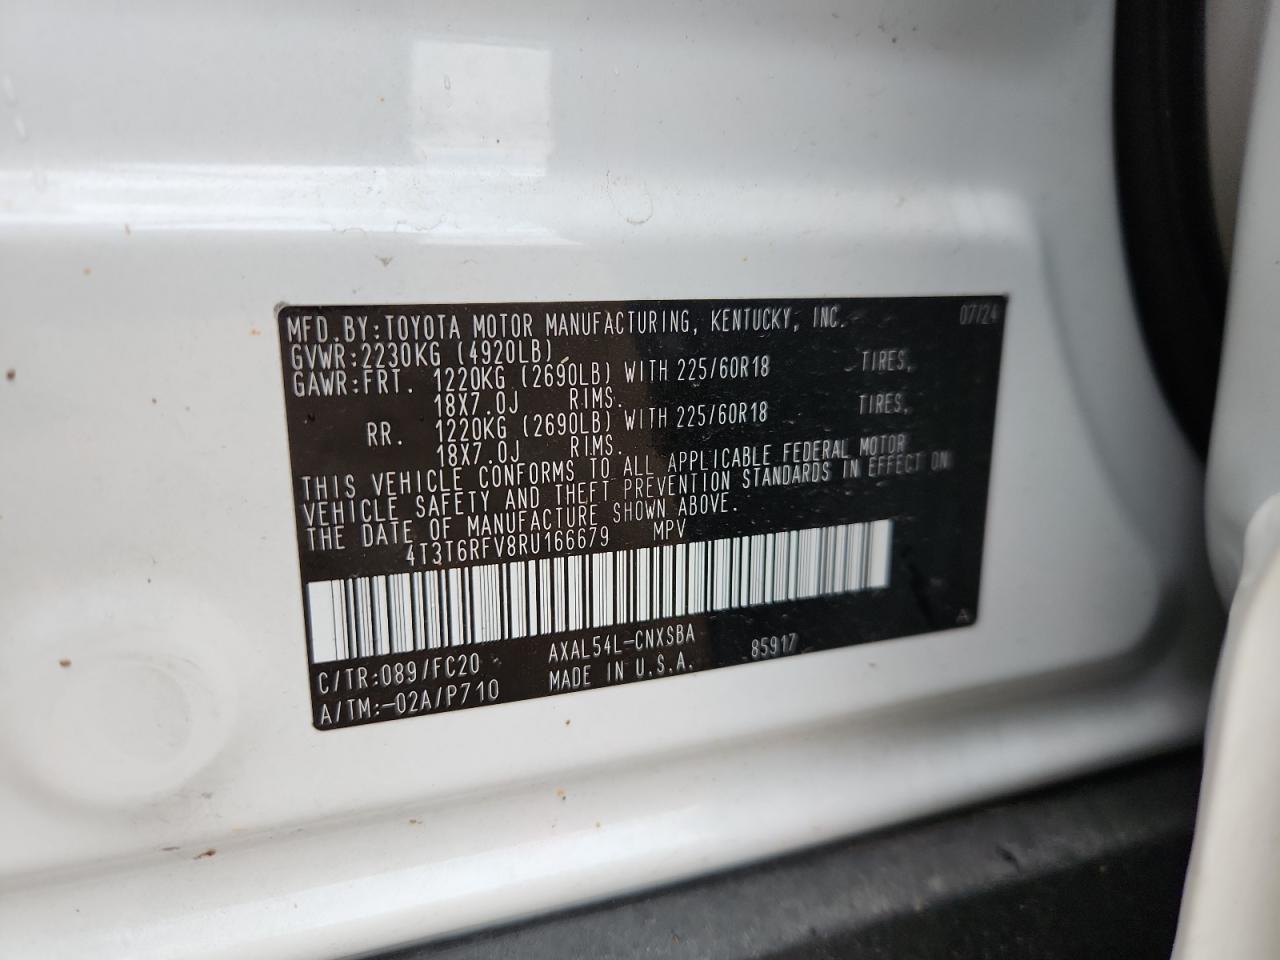 MFD.BY:TOYOTA MOTOR MANUFACTURING, KENTUCKY, INC. 07/24
GVWR:2230KG (4920LB)
GAWR:FRT. 1220KG (2690LB) WITH 225/60R18 TIRES,
18X7.0J RIMS.
RR. 1220KG (2690LB) WITH 225/60R18 TIRES,
18X7.0J RIMS.
THIS VEHICLE CONFORMS TO ALL APPLICABLE FEDERAL MOTOR
VEHICLE SAFETY AND THEFT PREVENTION STANDARDS IN EFFECT ON
THE DATE OF MANUFACTURE SHOWN ABOVE.
4T3T6RFV8RU166679 MPV
C/TR:089/FC20 AXAL54L-CNXSBA 85917 A
A/TM:-02A/P710 MADE IN U.S.A.